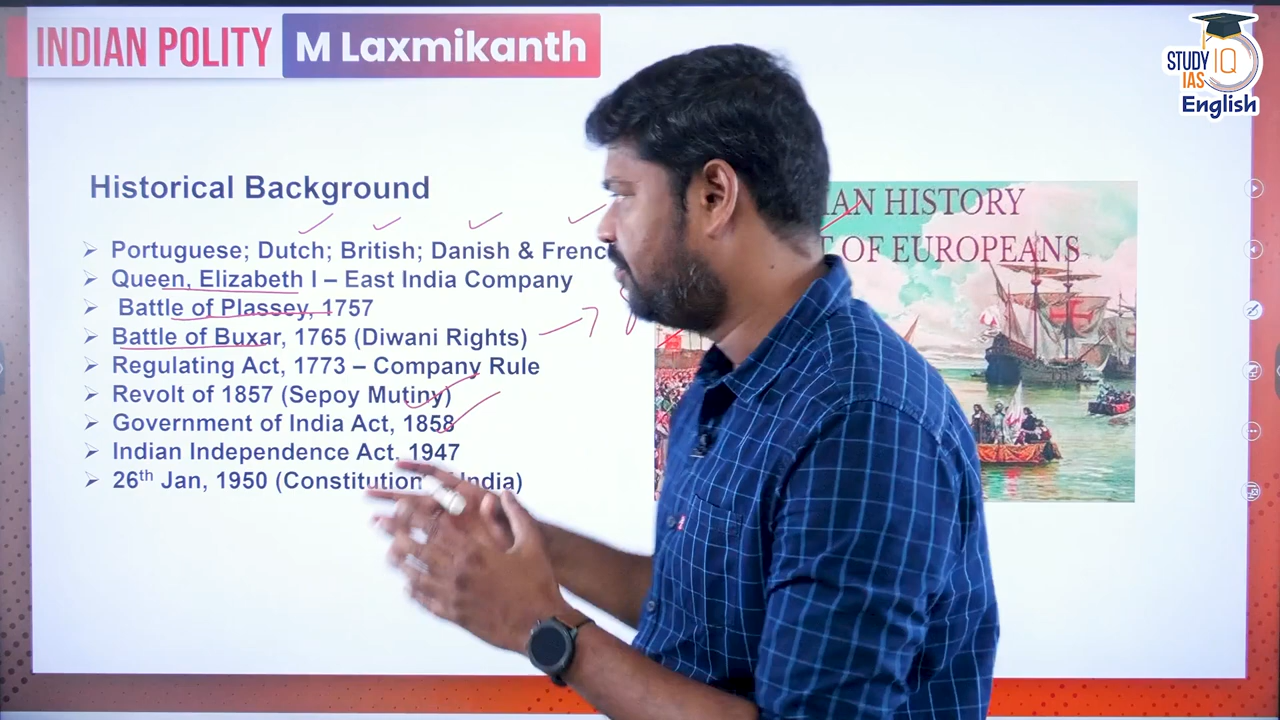 INDIAN POLITY M Laxmikanth
STUDY IQ
IAS
English
Historical Background
➢ Portuguese; Dutch; British; Danish & Frenc
➢ Queen, Elizabeth I – East India Company
➢ Battle of Plassey, 1757
➢ Battle of Buxar, 1765 (Diwani Rights)
➢ Regulating Act, 1773 – Company Rule
➢ Revolt of 1857 (Sepoy Mutiny)
➢ Government of India Act, 1858
➢ Indian Independence Act, 1947
➢ 26th Jan, 1950 (Constitution India)
IAN HISTORY
T OF EUROPEANS